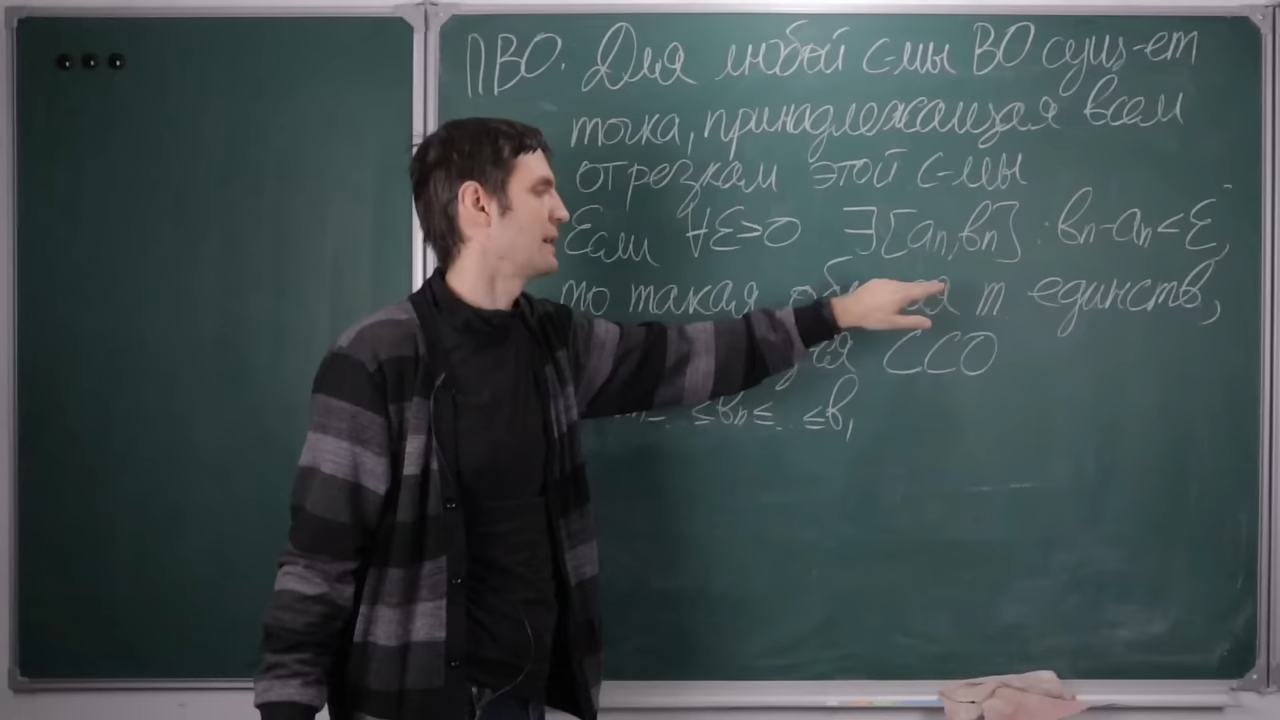 ПВО. Для любой с-мы ВО сущ-ет
точка, принадлежащая всем
отрезкам этой с-мы
Если ∀ε>0 ∃[aₙ,bₙ]: bₙ-aₙ<ε,
то такая т единств,
ССО
≤bₙ≤...≤b₁